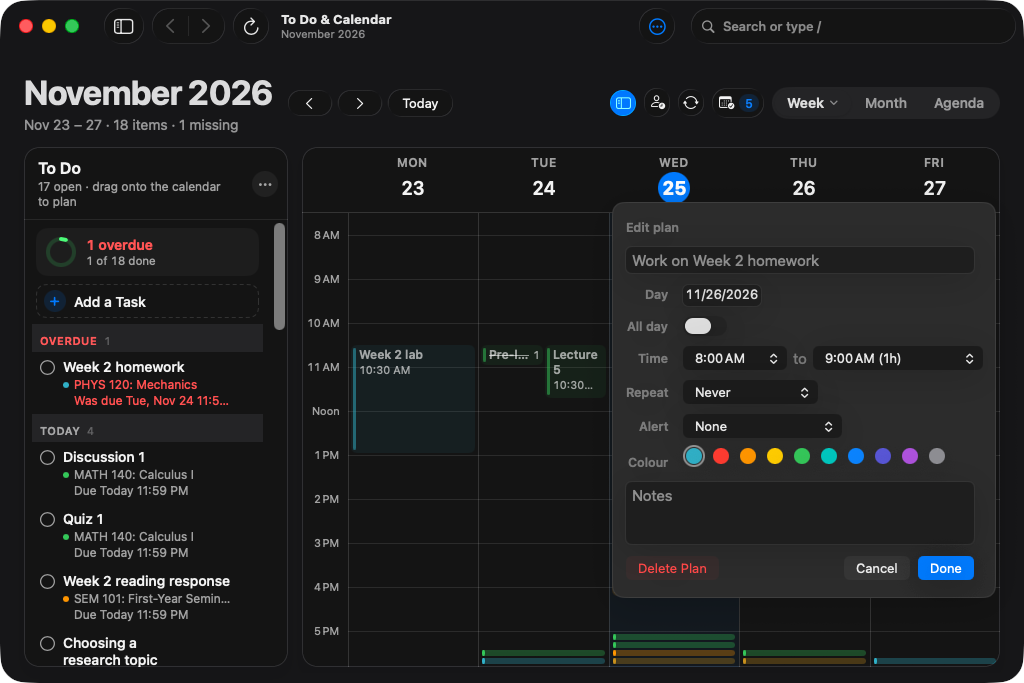 To Do & Calendar
November 2026
Search or type /
November 2026
Nov 23 – 27 · 18 items · 1 missing
Today
5
Week
Month
Agenda
To Do
17 open · drag onto the calendar
to plan
1 overdue
1 of 18 done
Add a Task
OVERDUE 1
Week 2 homework
PHYS 120: Mechanics
Was due Tue, Nov 24 11:5...
TODAY 4
Discussion 1
MATH 140: Calculus I
Due Today 11:59 PM
Quiz 1
MATH 140: Calculus I
Due Today 11:59 PM
Week 2 reading response
SEM 101: First-Year Semin...
Due Today 11:59 PM
Choosing a
research topic
MON
23
TUE
24
WED
25
THU
26
FRI
27
8 AM
9 AM
10 AM
11 AM
Noon
1 PM
2 PM
3 PM
4 PM
5 PM
Week 2 lab
10:30 AM
Pre-l... 1
Lecture
5
10:30...
Edit plan
Work on Week 2 homework
Day 11/26/2026
All day
Time 8:00 AM to 9:00 AM (1h)
Repeat Never
Alert None
Colour
Notes
Delete Plan
Cancel
Done